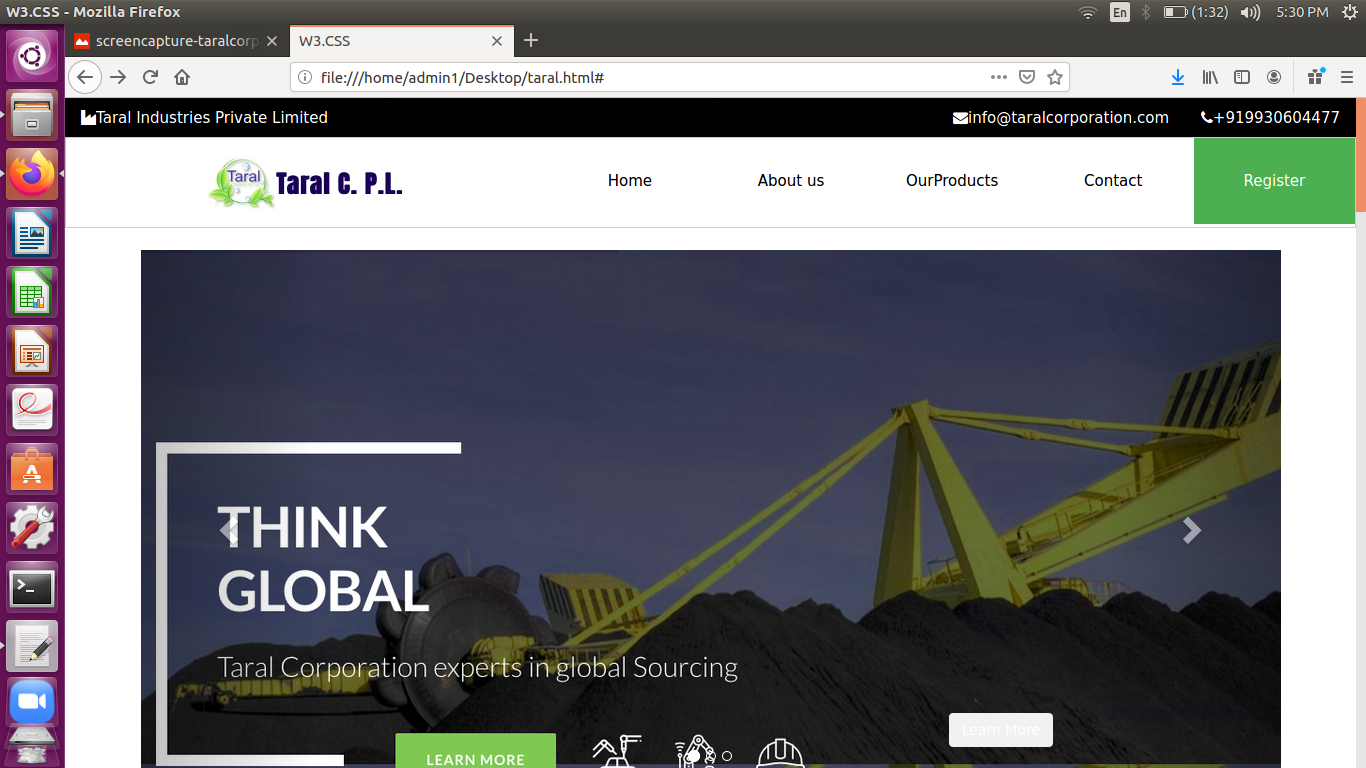 W3.CSS - Mozilla Firefox
En
(1:32)
5:30 PM
screencapture-taralcorp
W3.CSS
file:///home/admin1/Desktop/taral.html#
Taral Industries Private Limited
info@taralcorporation.com
+919930604477
Taral
Taral C. P.L.
Home
About us
OurProducts
Contact
Register
THINK
GLOBAL
Taral Corporation experts in global Sourcing
Learn More
LEARN MORE